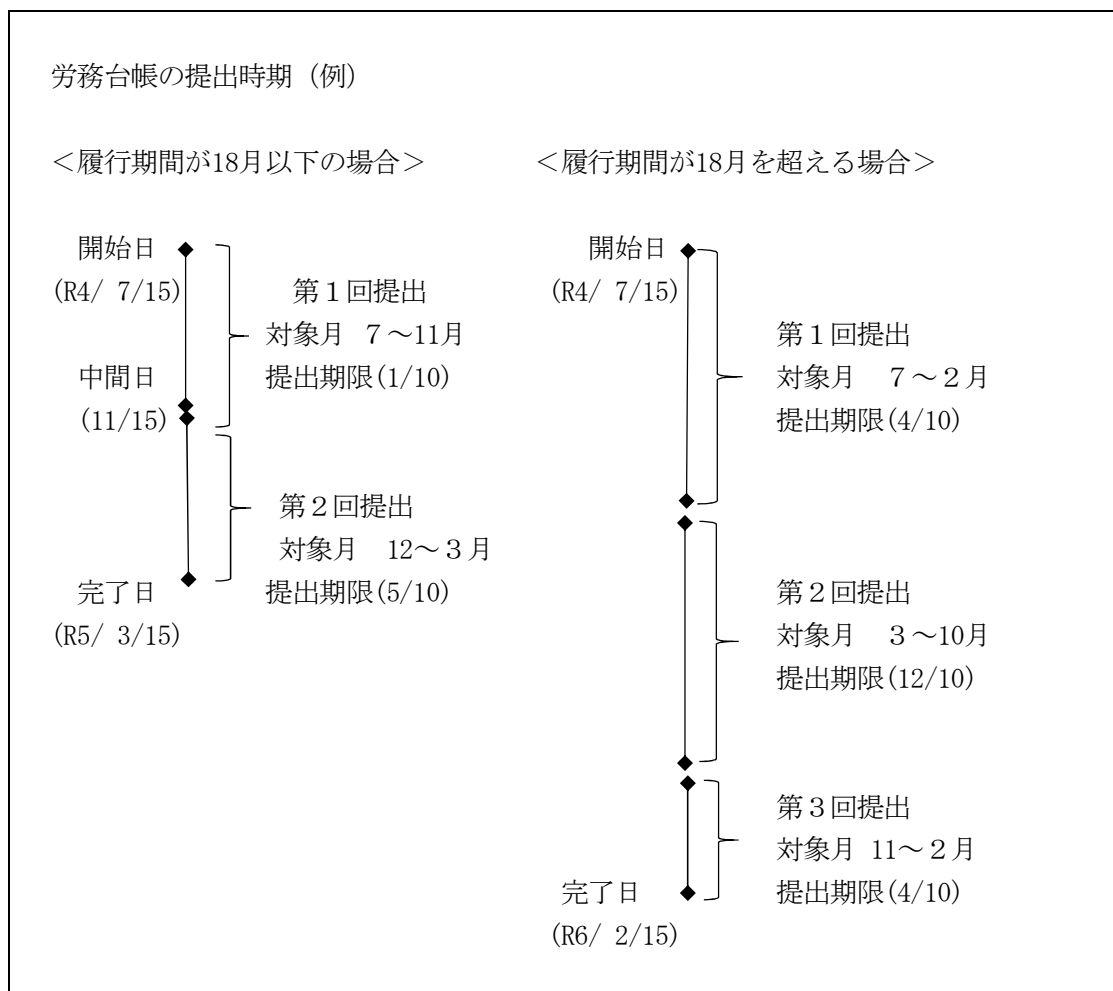 労務台帳の提出時期（例）
＜履行期間が18月以下の場合＞
開始日
(R4/ 7/15)
第１回提出
対象月 ７～11月
提出期限(1/10)
中間日
(11/15)
第２回提出
対象月 12～３月
提出期限(5/10)
完了日
(R5/ 3/15)
＜履行期間が18月を超える場合＞
開始日
(R4/ 7/15)
第１回提出
対象月 ７～２月
提出期限(4/10)
第２回提出
対象月 ３～10月
提出期限(12/10)
第３回提出
対象月 11～２月
提出期限(4/10)
完了日
(R6/ 2/15)